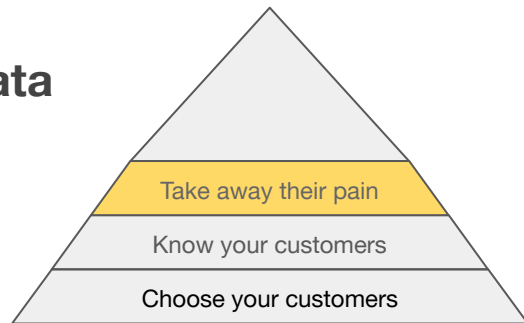 ata
Take away their pain
Know your customers
Choose your customers